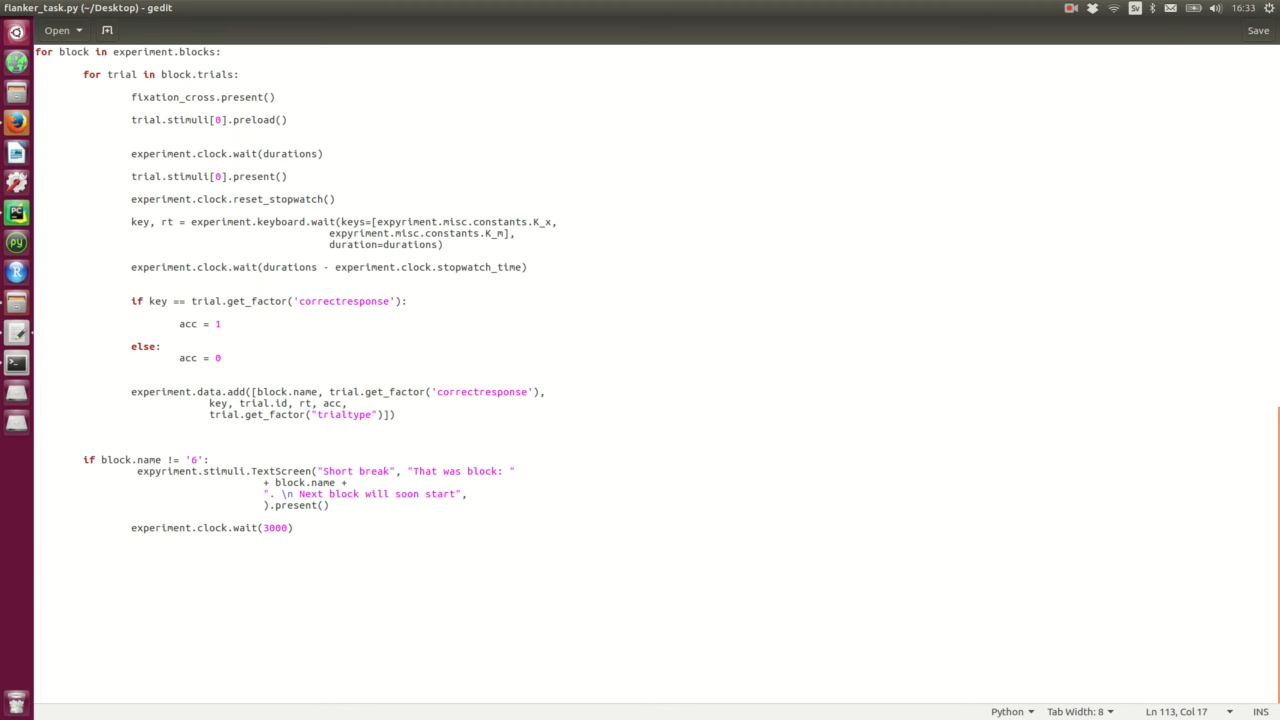 flanker_task.py (~/Desktop) - gedit
Sv
16:33
Open
Save
for block in experiment.blocks:
for trial in block.trials:
fixation_cross.present()
trial.stimuli[0].preload()
experiment.clock.wait(durations)
trial.stimuli[0].present()
experiment.clock.reset_stopwatch()
key, rt = experiment.keyboard.wait(keys=[expyriment.misc.constants.K_x,
expyriment.misc.constants.K_m],
duration=durations)
experiment.clock.wait(durations - experiment.clock.stopwatch_time)
if key == trial.get_factor('correctresponse'):
acc = 1
else:
acc = 0
experiment.data.add([block.name, trial.get_factor('correctresponse'),
key, trial.id, rt, acc,
trial.get_factor("trialtype")])
if block.name != '6':
expyriment.stimuli.TextScreen("Short break", "That was block: "
+ block.name +
". \n Next block will soon start",
).present()
experiment.clock.wait(3000)
PC
py
R
Python
Tab Width: 8
Ln 113, Col 17
INS